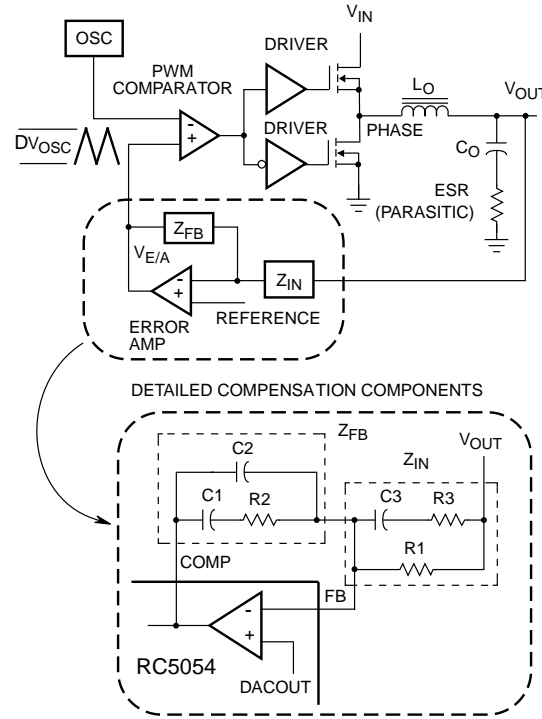 OSC
V_IN
DRIVER
PWM
COMPARATOR
L_O
V_OUT
-
+
DRIVER
PHASE
DV_OSC
C_O
ESR
(PARASITIC)
Z_FB
V_E/A
-
+
Z_IN
REFERENCE
ERROR
AMP
DETAILED COMPENSATION COMPONENTS
Z_FB
V_OUT
C2
Z_IN
C1
R2
C3
R3
R1
COMP
FB
-
+
RC5054
DACOUT